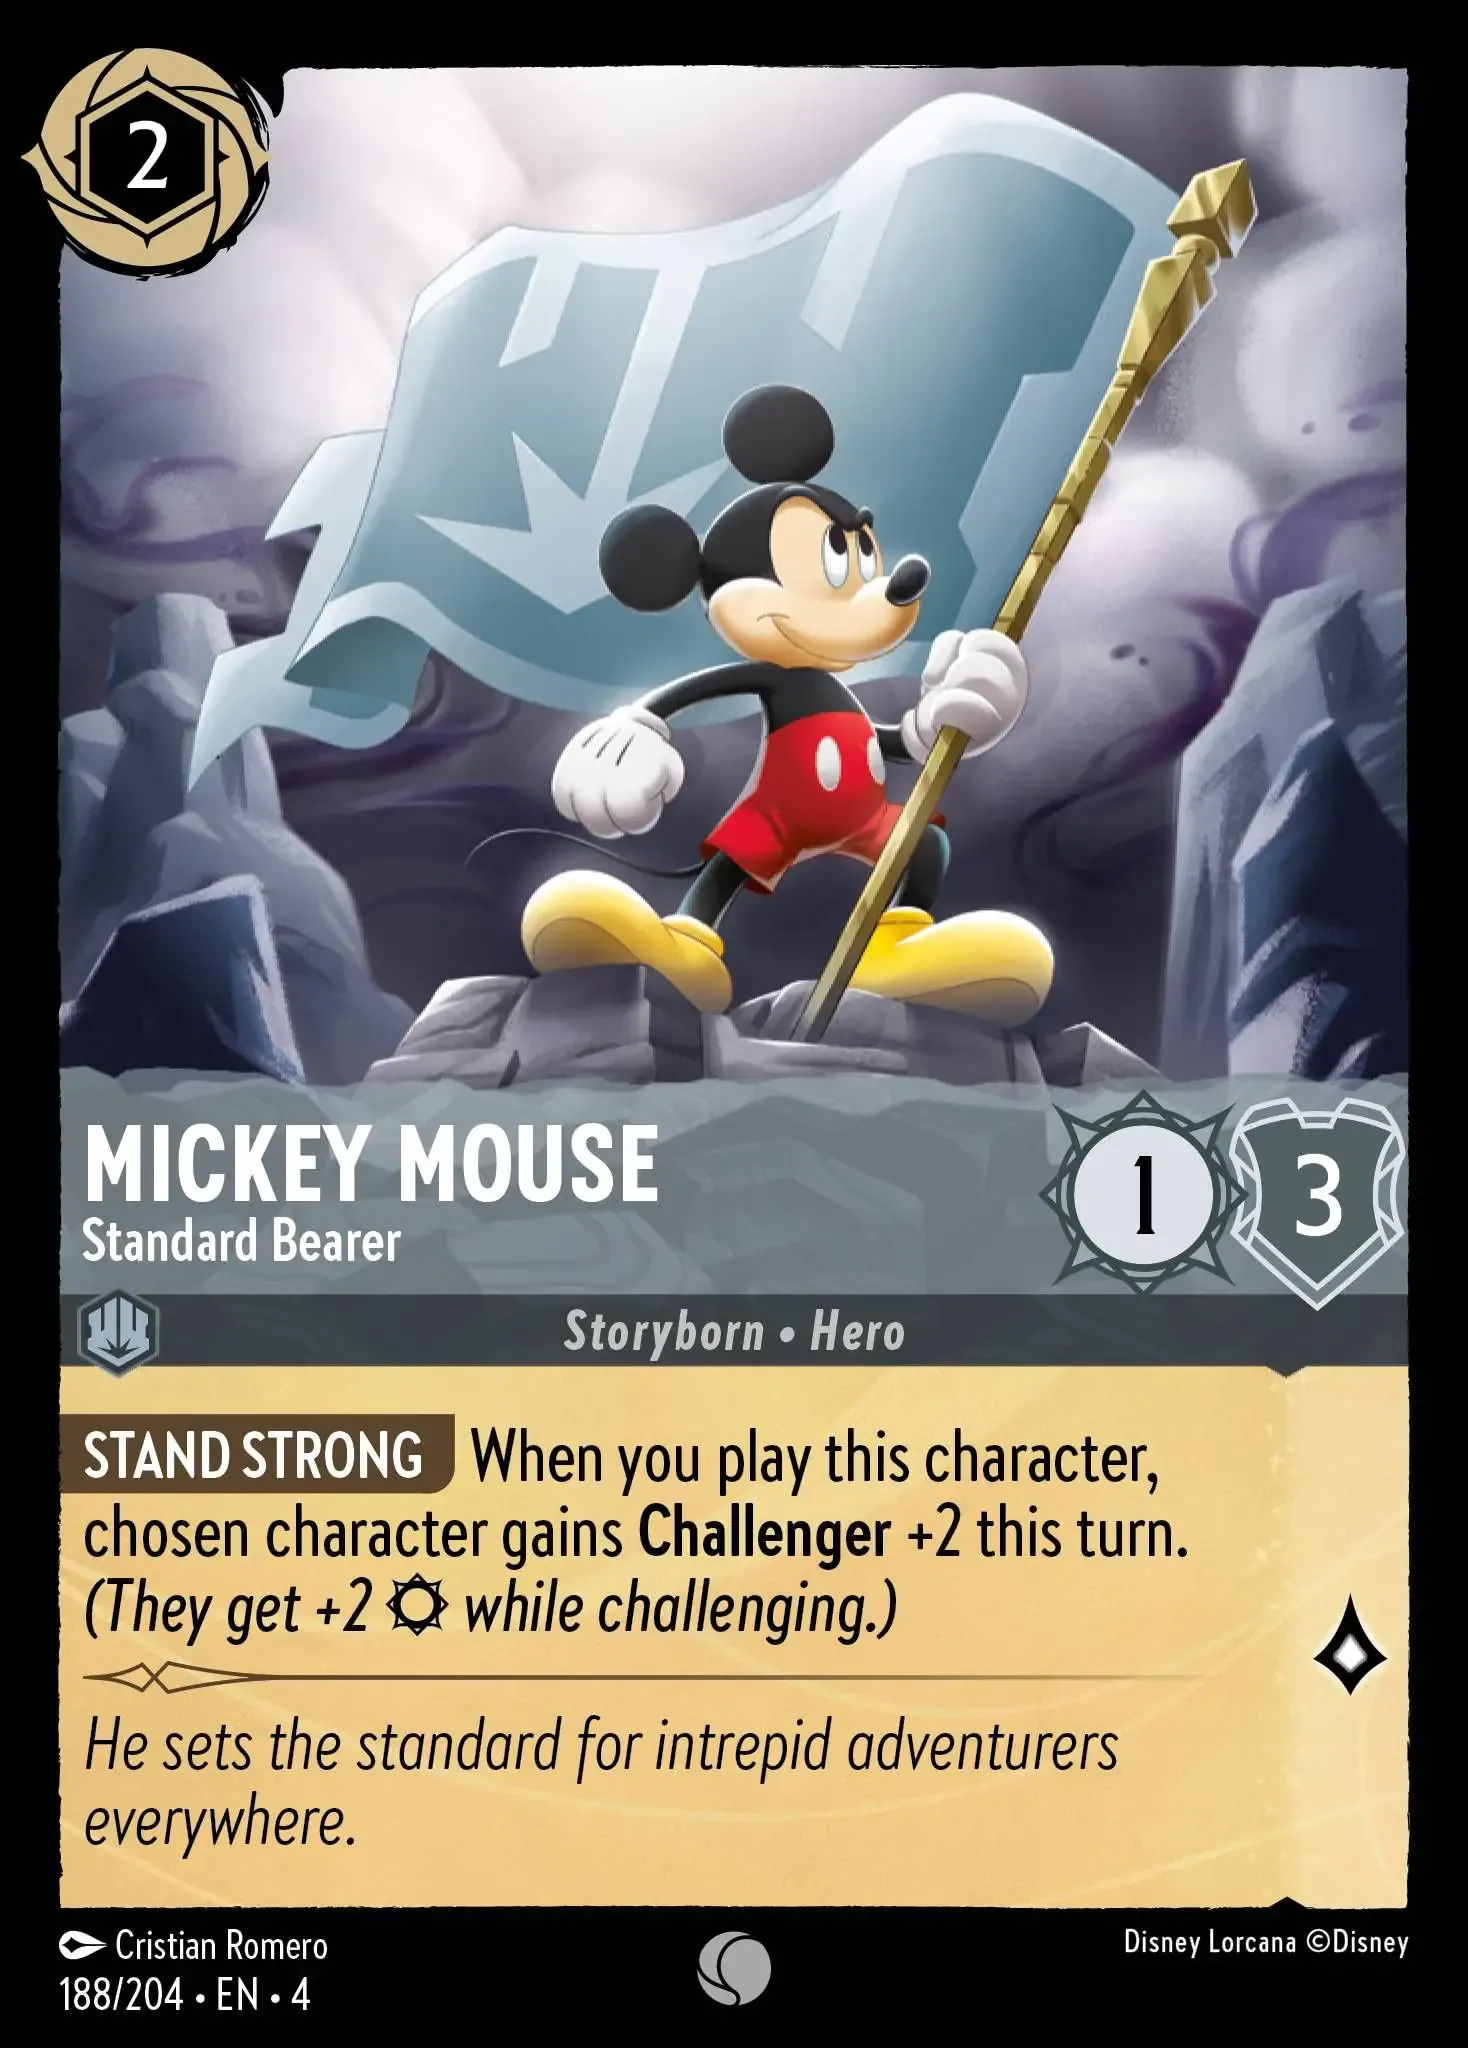 2
MICKEY MOUSE
Standard Bearer
1
3
Storyborn • Hero
STAND STRONG When you play this character,
chosen character gains Challenger +2 this turn.
(They get +2 while challenging.)
He sets the standard for intrepid adventurers
everywhere.
Cristian Romero
Disney Lorcana ©Disney
188/204 • EN • 4